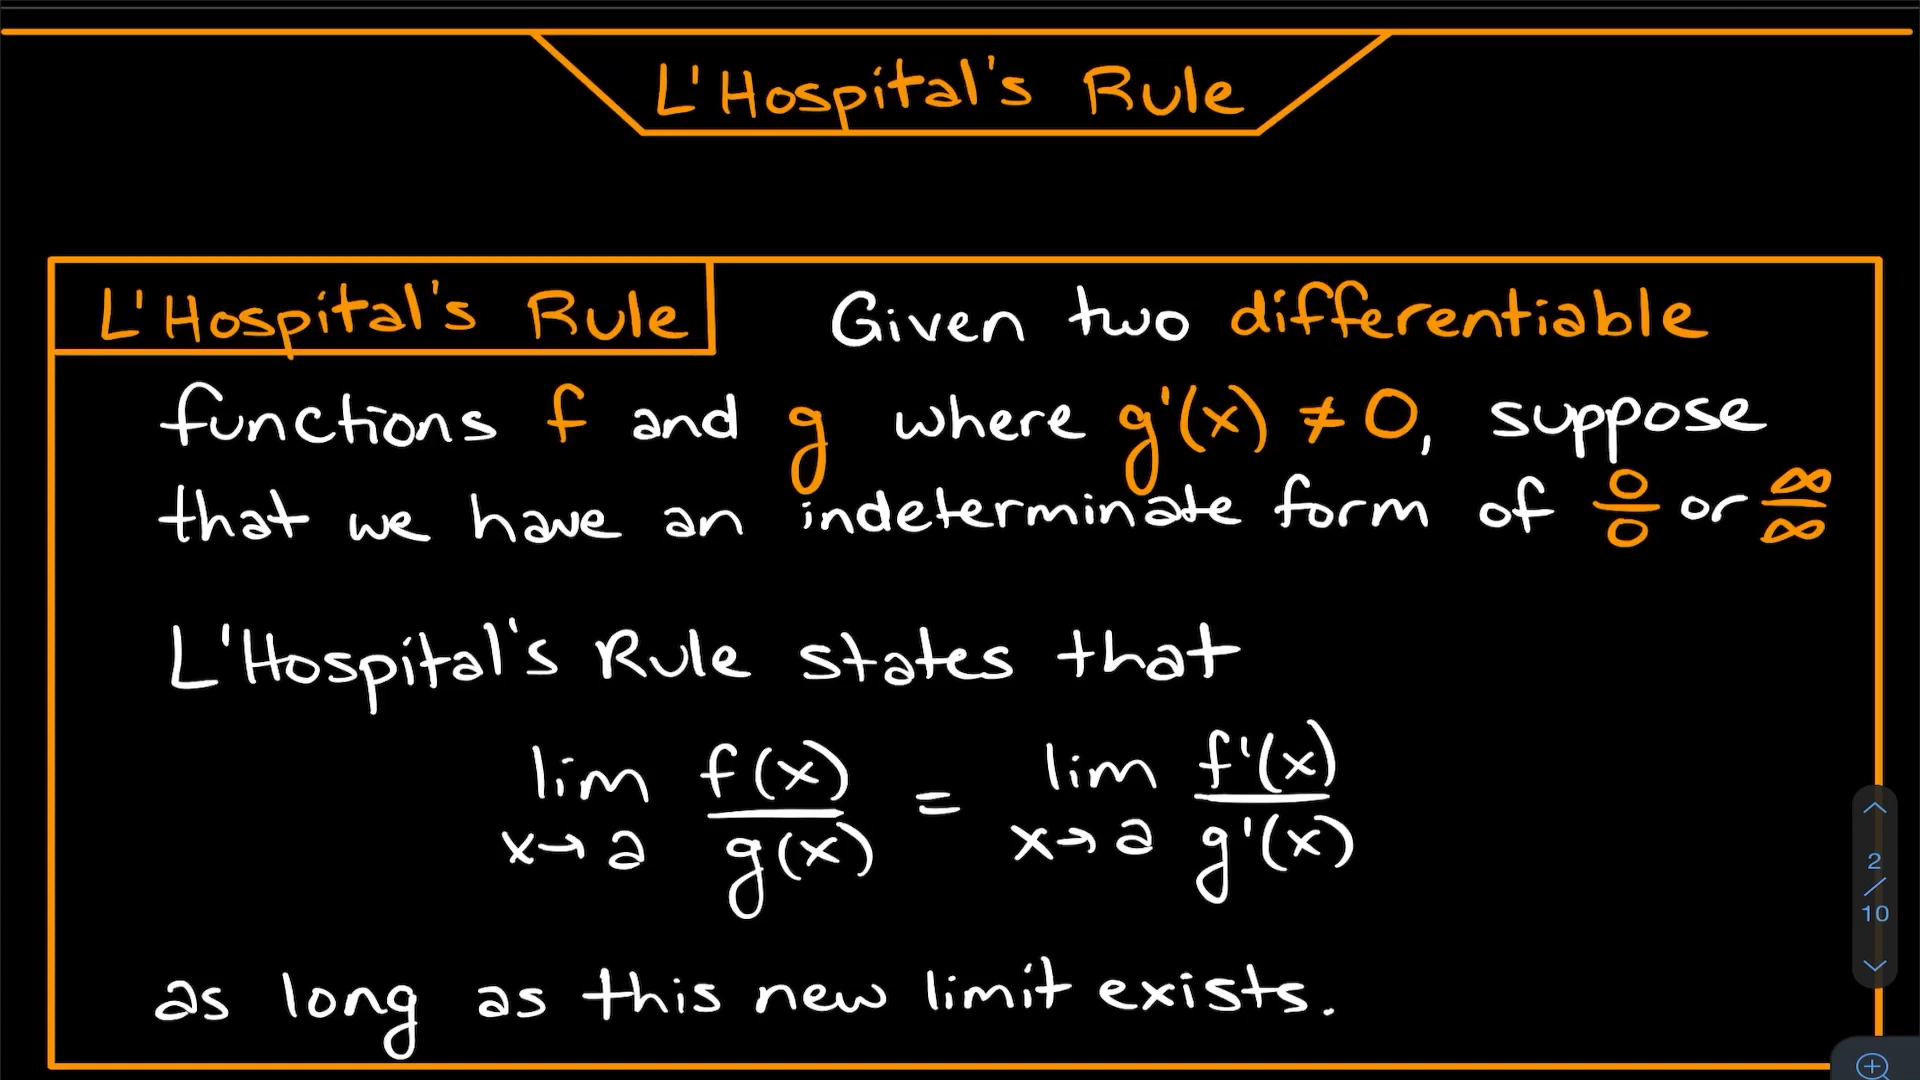 L'Hospital's Rule
L'Hospital's Rule Given two differentiable
functions f and g where g'(x) ≠ 0, suppose
that we have an indeterminate form of 0/0 or ∞/∞
L'Hospital's Rule states that
lim x→a f(x)/g(x) = lim x→a f'(x)/g'(x)
as long as this new limit exists.
2
/
10